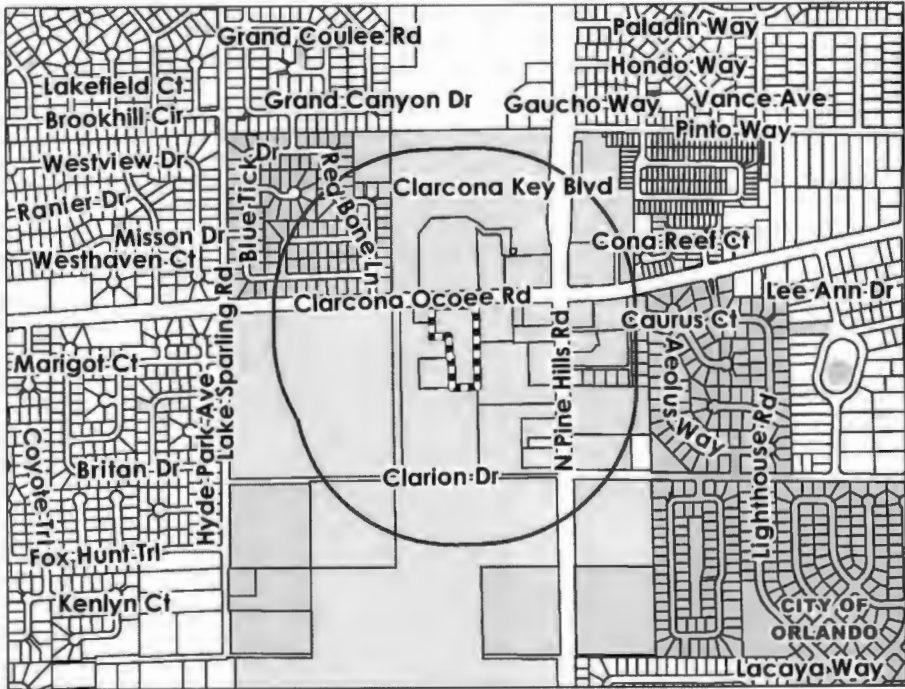 Grand Coulee Rd
Paladin Way
Hondo Way
Lakefield Ct
Grand Canyon Dr
Gaucho Way
Vance Ave
Brookhill Cir
Pinto Way
Westview Dr
Blue Tick Dr
Red Bone Ln
Clarcona Key Blvd
Ranier Dr
Misson Dr
Westhaven Ct
Cona Reef Ct
Lake Sparling Rd
Clarcona Ocoee Rd
Lee Ann Dr
Caurus Ct
Marigot Ct
Hyde Park Ave
N Pine Hills Rd
Aeolus Way
Lighthouse Rd
Coyote Trl
Britan Dr
Clarion Dr
Fox Hunt Trl
Kenlyn Ct
CITY OF
ORLANDO
Lacaya Way